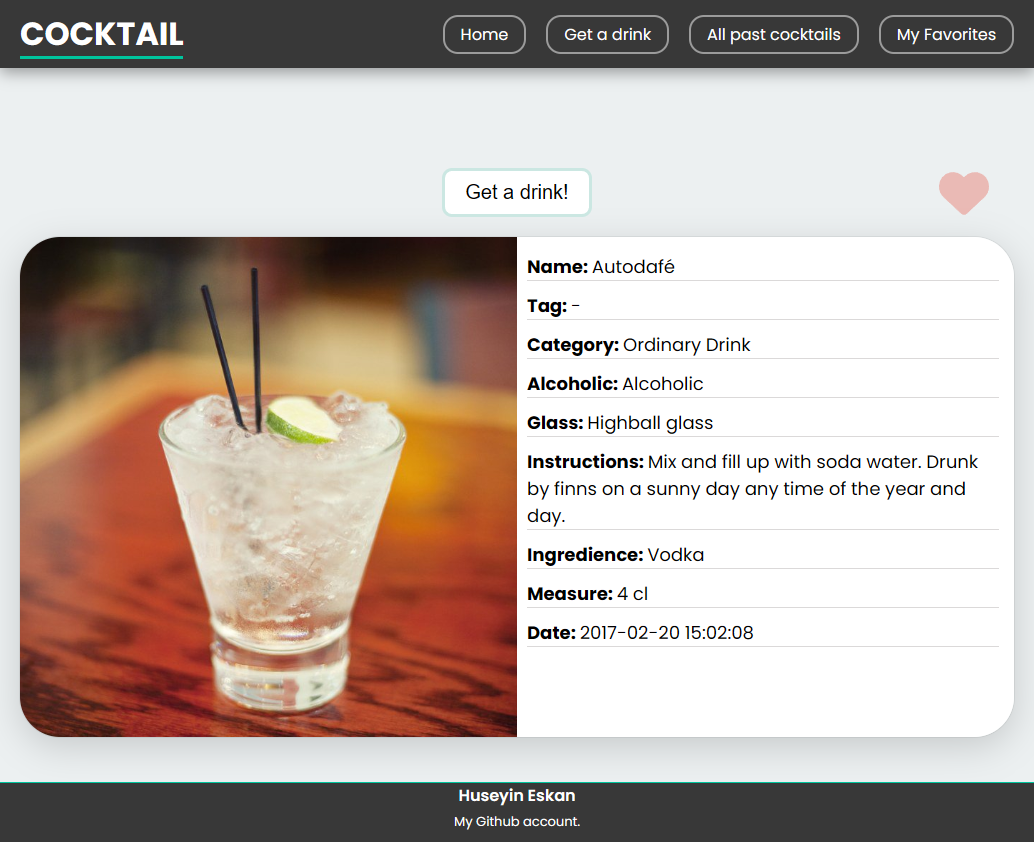 COCKTAIL
Home
Get a drink
All past cocktails
My Favorites
Get a drink!
Name: Autodafé
Tag: -
Category: Ordinary Drink
Alcoholic: Alcoholic
Glass: Highball glass
Instructions: Mix and fill up with soda water. Drunk
by finns on a sunny day any time of the year and
day.
Ingredience: Vodka
Measure: 4 cl
Date: 2017-02-20 15:02:08
Huseyin Eskan
My Github account.